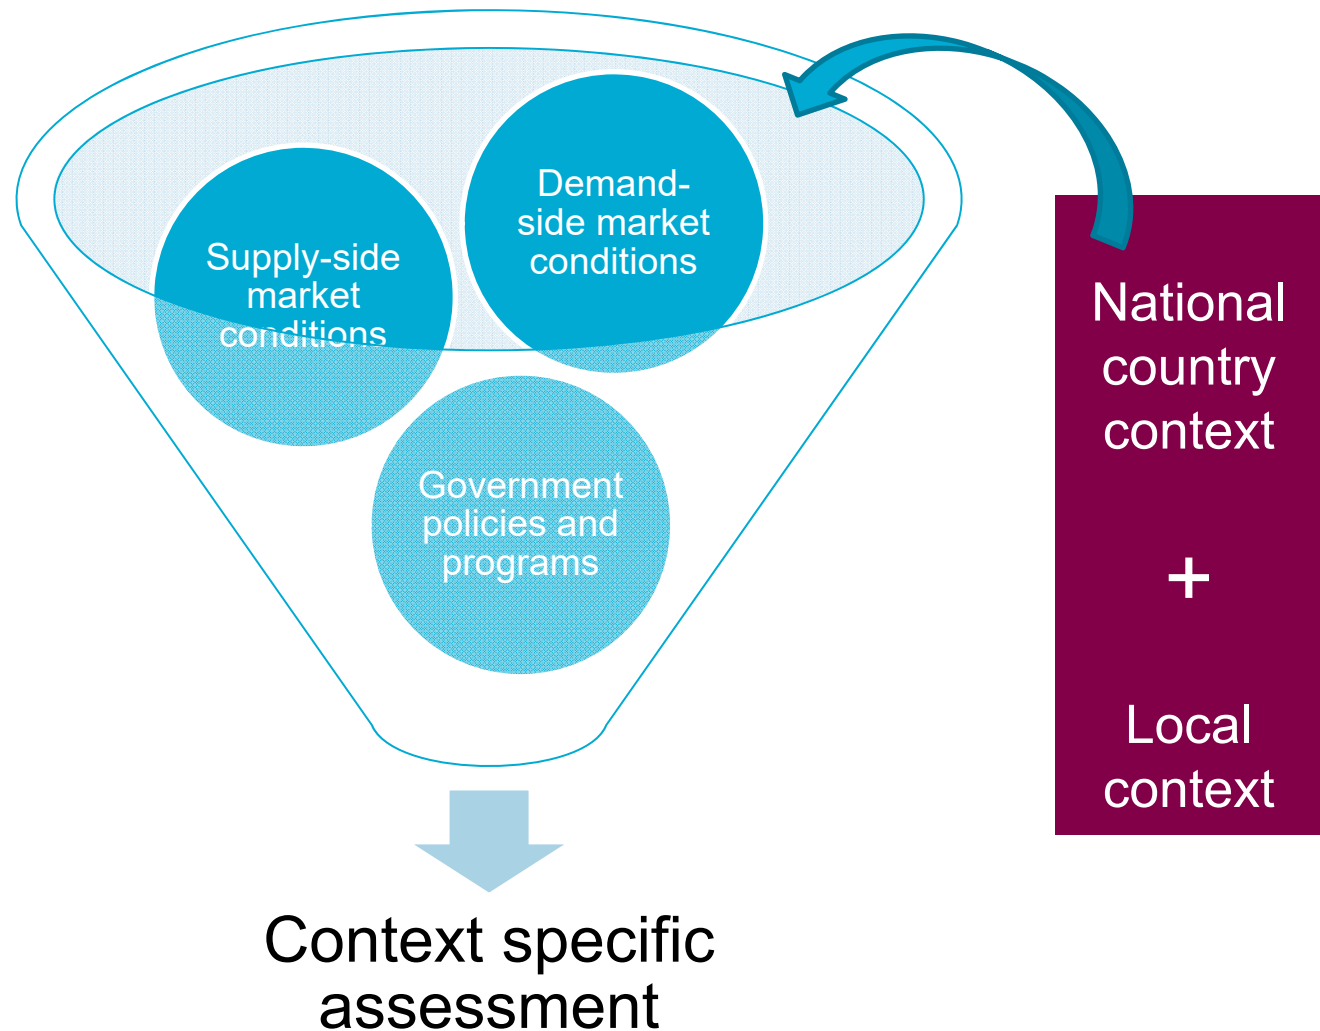 Demand-
side market
conditions
Supply-side
market
conditions
Government
policies and
programs
National
country
context
+
Local
context
Context specific
assessment